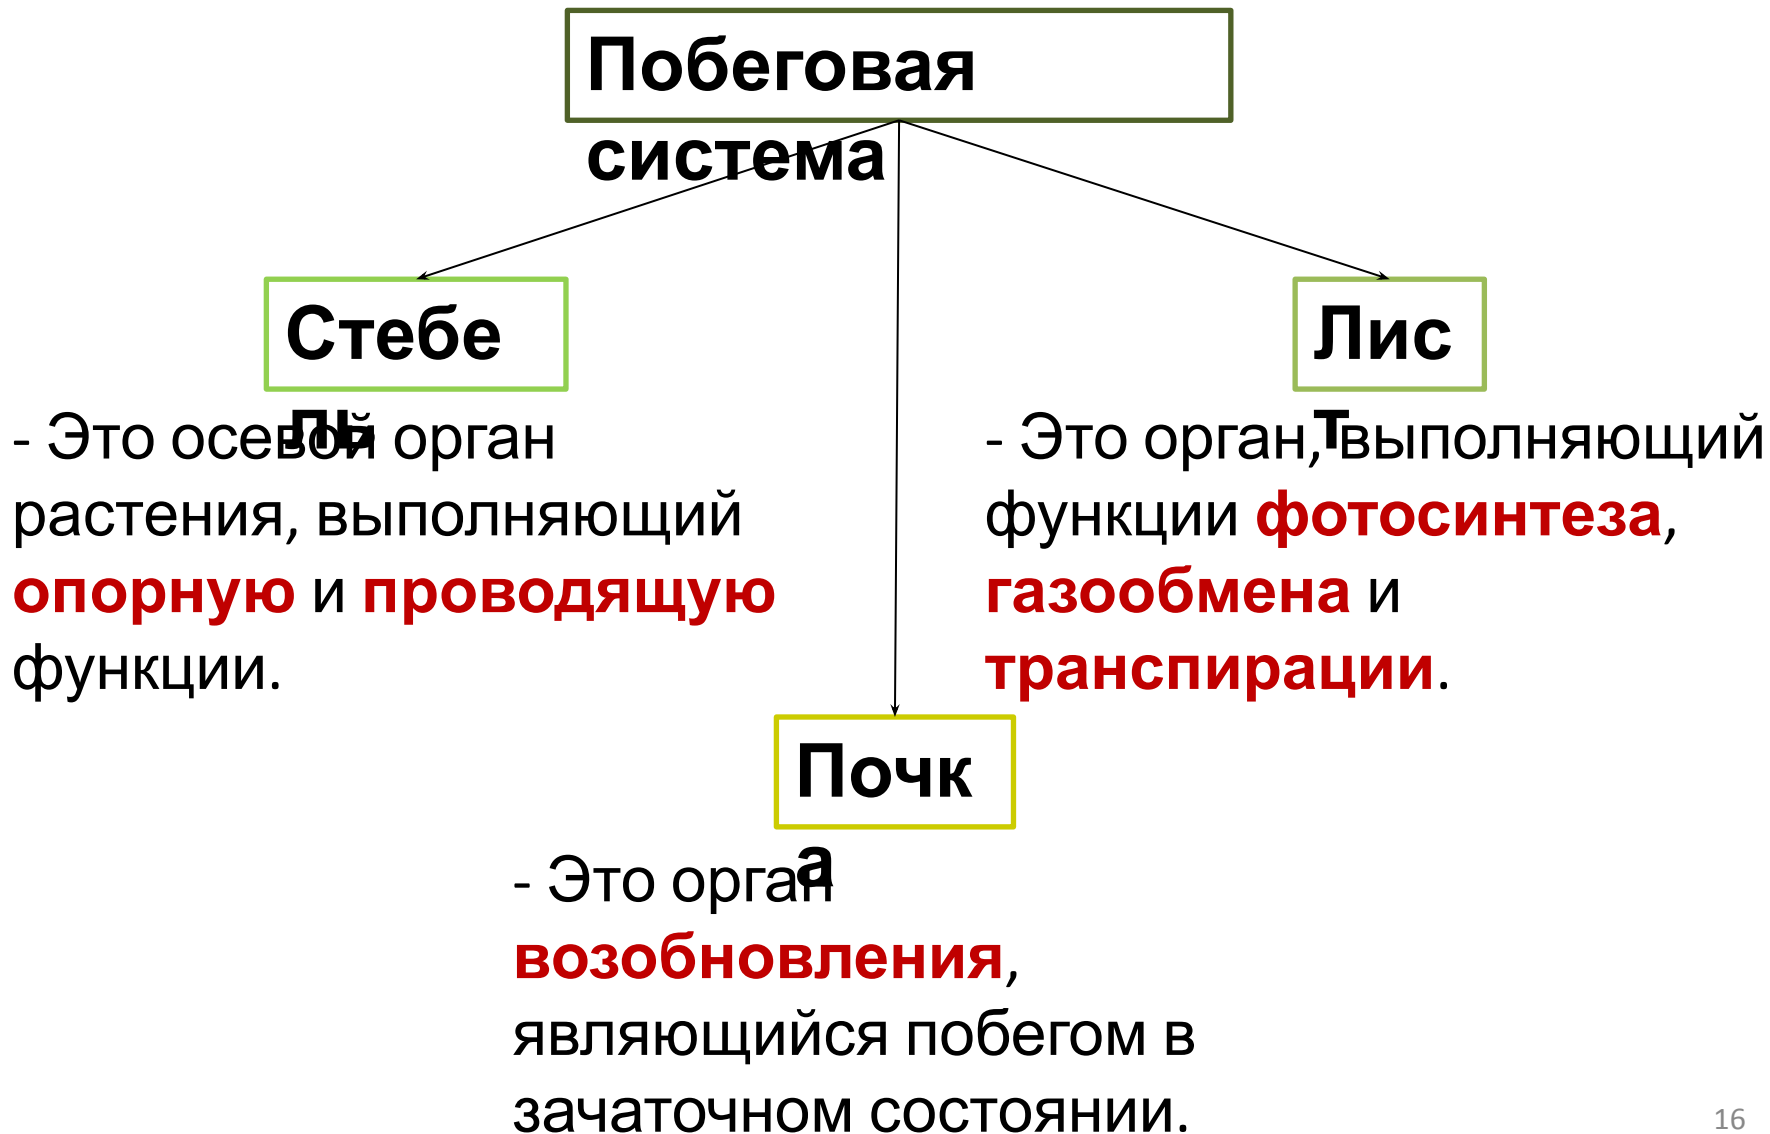 Побеговая
система
Стебе
ль
- Это осевой орган
растения, выполняющий
опорную и проводящую
функции.
Лис
т
- Это орган, выполняющий
функции фотосинтеза,
газообмена и
транспирации.
Почк
а
- Это орган
возобновления,
являющийся побегом в
зачаточном состоянии.
16